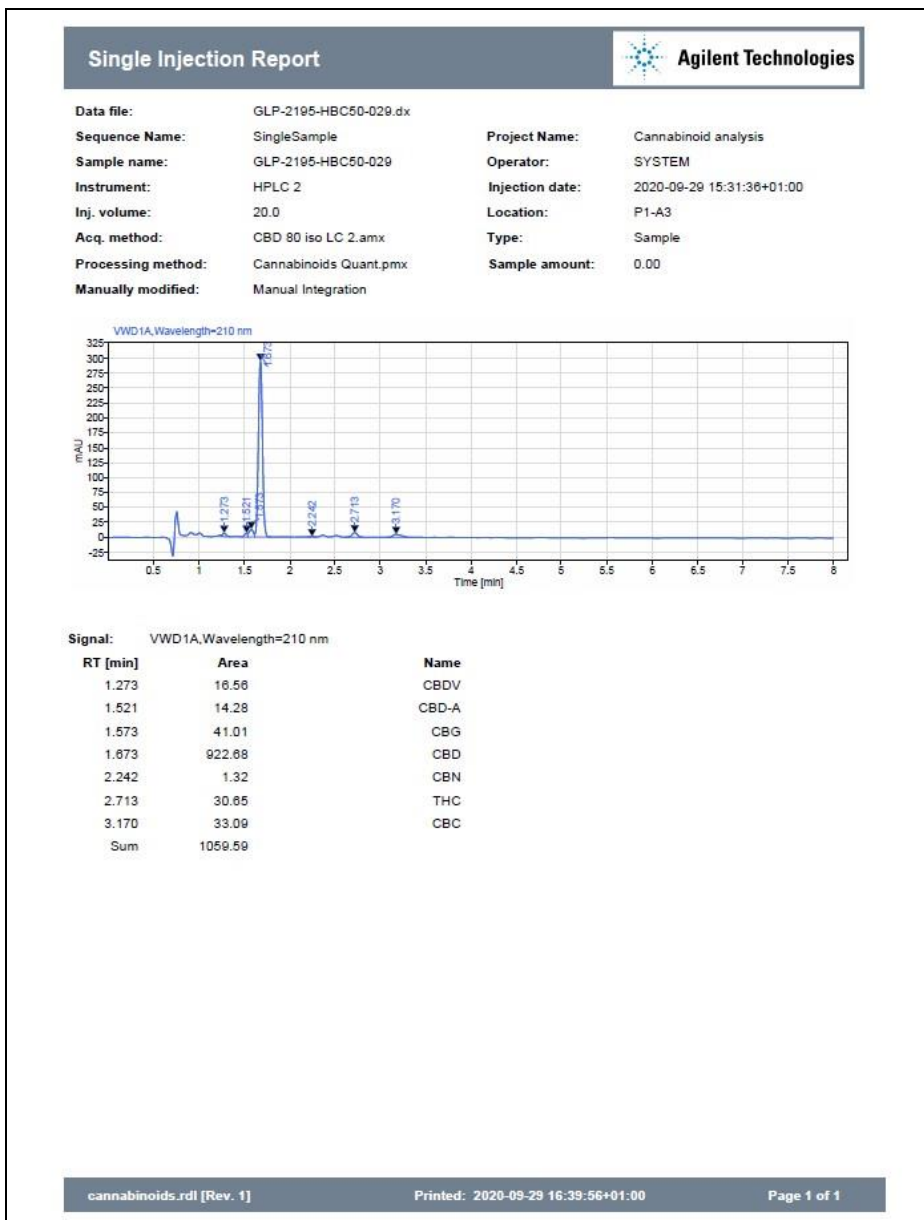 Single Injection Report
Agilent Technologies
Data file: GLP-2195-HBC50-029.dx
Sequence Name: SingleSample Project Name: Cannabinoid analysis
Sample name: GLP-2195-HBC50-029 Operator: SYSTEM
Instrument: HPLC 2 Injection date: 2020-09-29 15:31:36+01:00
Inj. volume: 20.0 Location: P1-A3
Acq. method: CBD 80 iso LC 2.amx Type: Sample
Processing method: Cannabinoids Quant.pmx Sample amount: 0.00
Manually modified: Manual Integration
VWD1A,Wavelength=210 nm
325
300
275
250
225
200
175
150
125
100
75
50
25
0
-25
mAU
1.673
1.273
1.521
1.573
2.242
2.713
3.170
0.5 1 1.5 2 2.5 3 3.5 4 4.5 5 5.5 6 6.5 7 7.5 8
Time [min]
Signal: VWD1A,Wavelength=210 nm
RT [min] Area Name
1.273 16.56 CBDV
1.521 14.28 CBD-A
1.573 41.01 CBG
1.673 922.68 CBD
2.242 1.32 CBN
2.713 30.65 THC
3.170 33.09 CBC
Sum 1059.59
cannabinoids.rdl [Rev. 1] Printed: 2020-09-29 16:39:56+01:00 Page 1 of 1